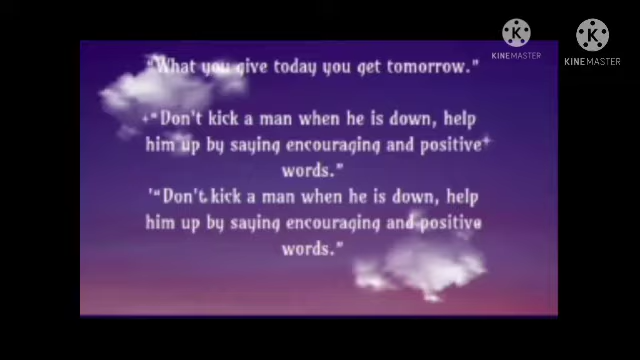 KINEMASTER
KINEMASTER
"What you give today you get tomorrow."
"Don't kick a man when he is down, help
him up by saying encouraging and positive
words."
'"Don't kick a man when he is down, help
him up by saying encouraging and positive
words."